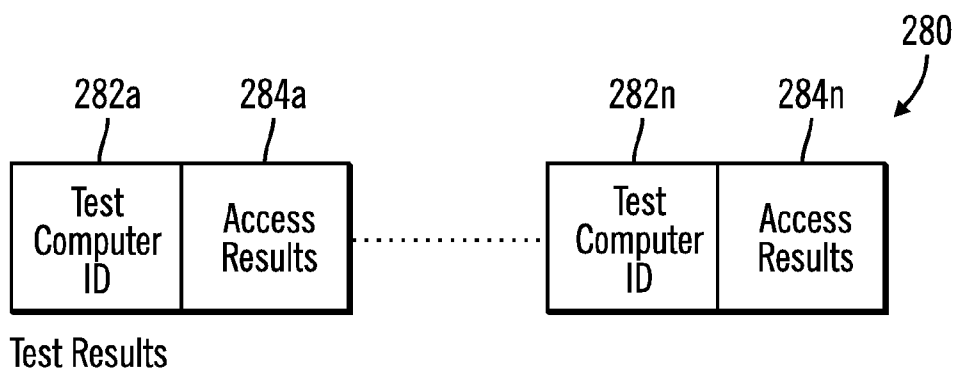 280
282a
284a
282n
284n
Test
Computer
ID
Access
Results
Test
Computer
ID
Access
Results
Test Results